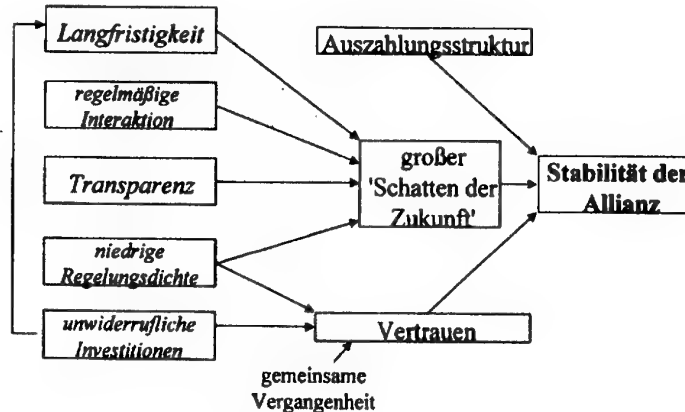 Langfristigkeit
Auszahlungsstruktur
regelmäßige
Interaktion
großer
'Schatten der
Zukunft'
Stabilität der
Allianz
Transparenz
niedrige
Regelungsdichte
unwiderrufliche
Investitionen
Vertrauen
gemeinsame
Vergangenheit